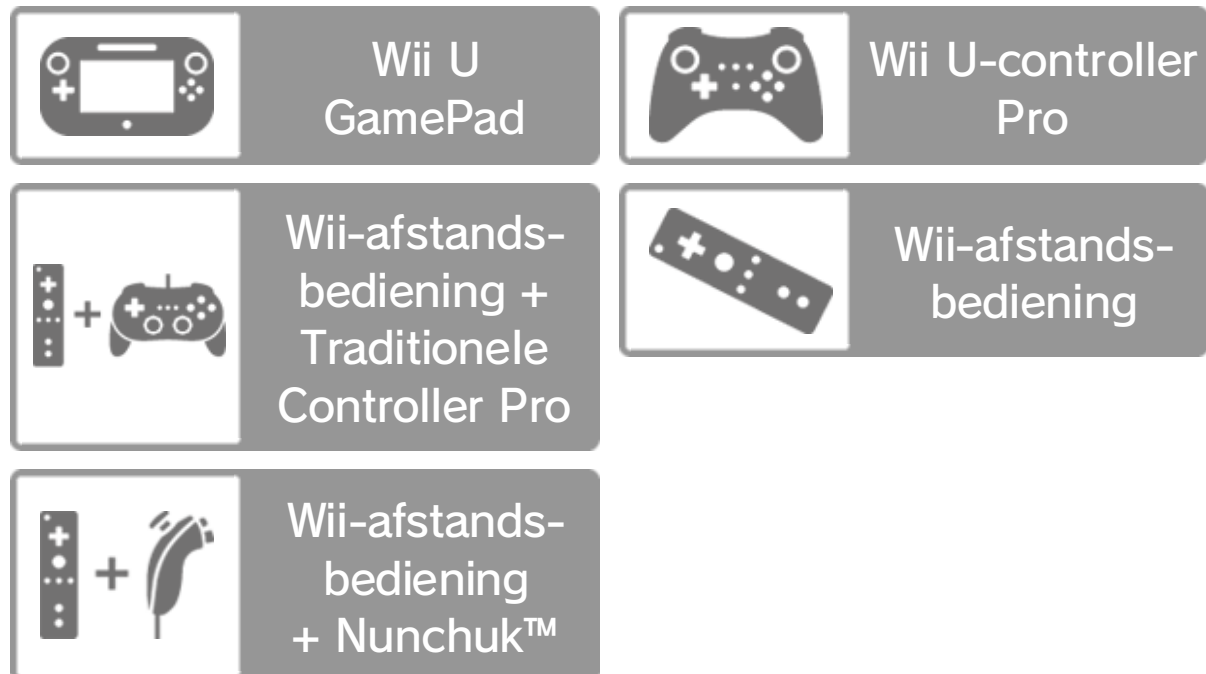 Wii U
GamePad
Wii U-controller
Pro
Wii-afstands-
bediening +
Traditionele
Controller Pro
Wii-afstands-
bediening
Wii-afstands-
bediening
+ Nunchuk™